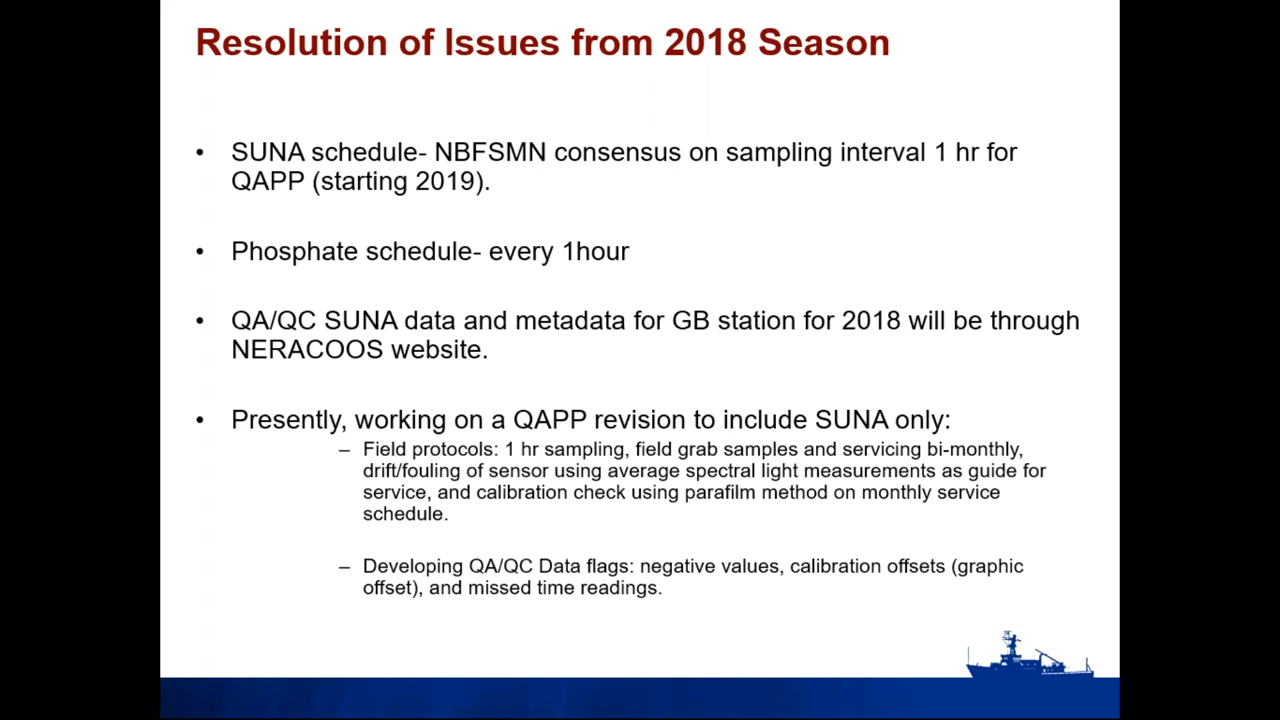 Resolution of Issues from 2018 Season
• SUNA schedule- NBFSMN consensus on sampling interval 1 hr for
QAPP (starting 2019).
• Phosphate schedule- every 1hour
• QA/QC SUNA data and metadata for GB station for 2018 will be through
NERACOOS website.
• Presently, working on a QAPP revision to include SUNA only:
– Field protocols: 1 hr sampling, field grab samples and servicing bi-monthly,
drift/fouling of sensor using average spectral light measurements as guide for
service, and calibration check using parafilm method on monthly service
schedule.
– Developing QA/QC Data flags: negative values, calibration offsets (graphic
offset), and missed time readings.